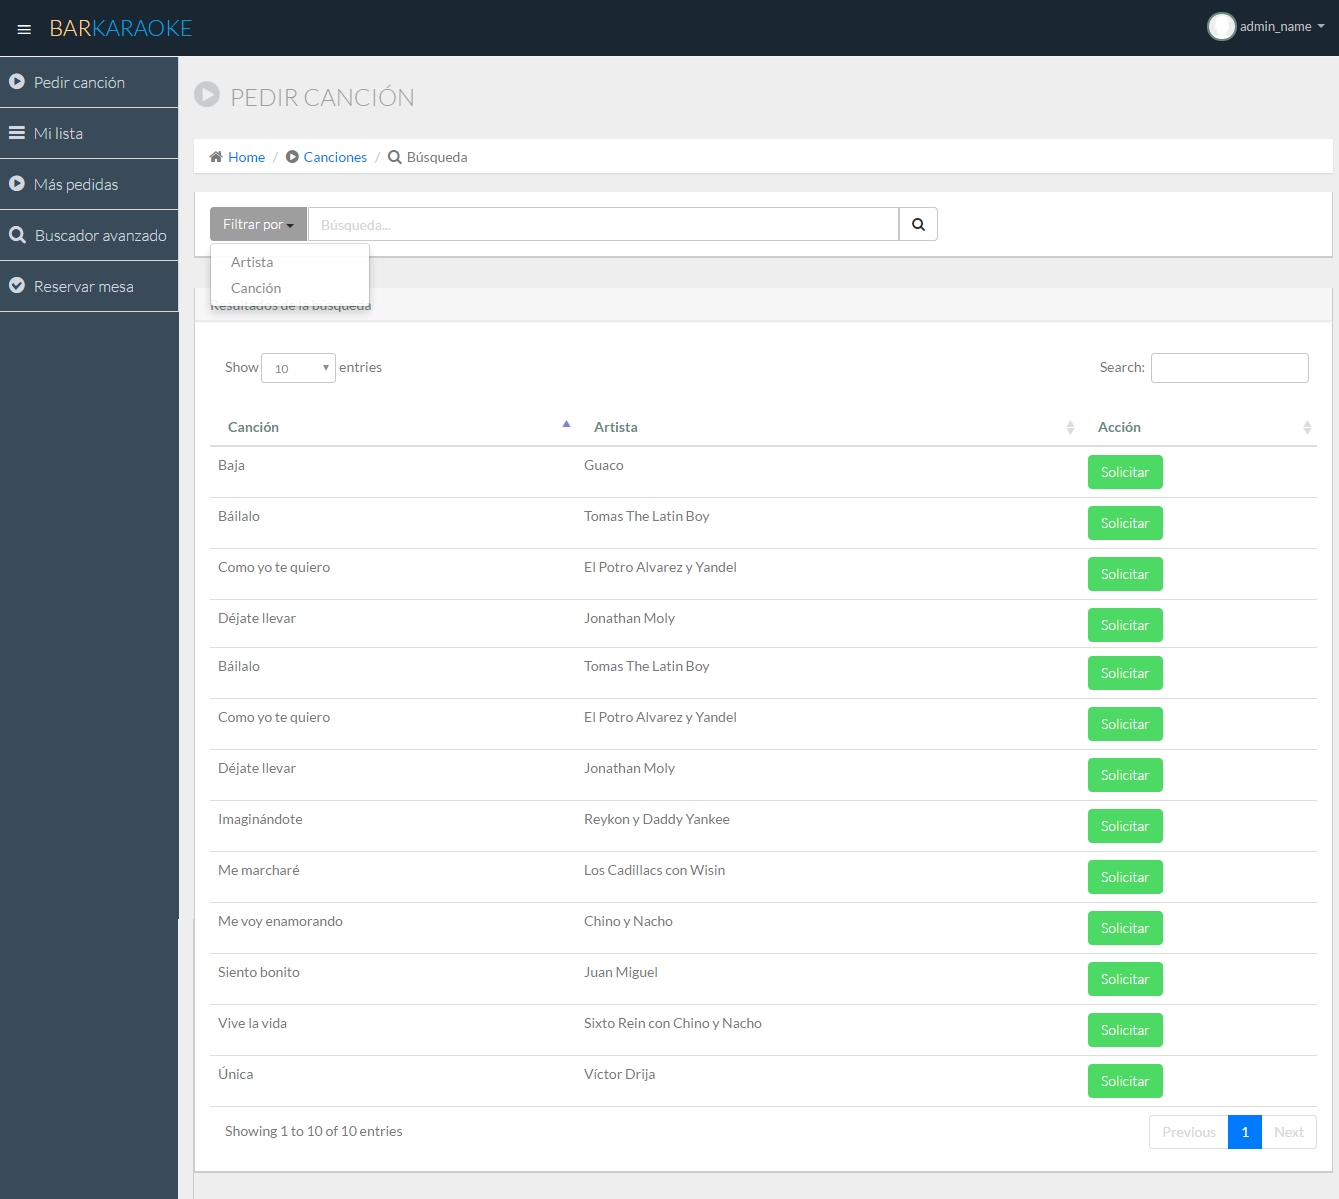 BARKARAOKE
admin_name
Pedir canción
Mi lista
Más pedidas
Buscador avanzado
Reservar mesa
PEDIR CANCIÓN
Home / Canciones / Búsqueda
Filtrar por Búsqueda...
Artista
Canción
Resultados de la búsqueda
Show 10 entries Search:
Canción Artista Acción
Baja Guaco Solicitar
Báilalo Tomas The Latin Boy Solicitar
Como yo te quiero El Potro Alvarez y Yandel Solicitar
Déjate llevar Jonathan Moly Solicitar
Báilalo Tomas The Latin Boy Solicitar
Como yo te quiero El Potro Alvarez y Yandel Solicitar
Déjate llevar Jonathan Moly Solicitar
Imaginándote Reykon y Daddy Yankee Solicitar
Me marcharé Los Cadillacs con Wisin Solicitar
Me voy enamorando Chino y Nacho Solicitar
Siento bonito Juan Miguel Solicitar
Vive la vida Sixto Rein con Chino y Nacho Solicitar
Única Víctor Drija Solicitar
Showing 1 to 10 of 10 entries Previous 1 Next